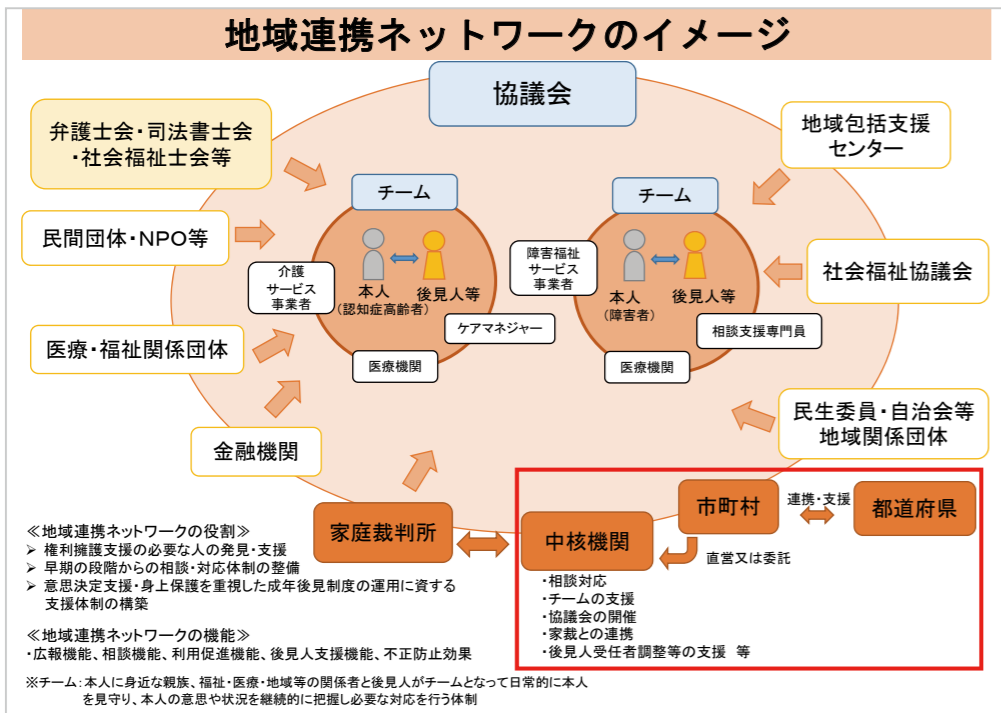 地域連携ネットワークのイメージ
協議会
弁護士会・司法書士会
・社会福祉士会等
地域包括支援
センター
チーム
チーム
民間団体・NPO等
介護
サービス
事業者
本人
(認知症高齢者)
後見人等
ケアマネジャー
医療機関
障害福祉
サービス
事業者
本人
(障害者)
後見人等
相談支援専門員
医療機関
社会福祉協議会
医療・福祉関係団体
民生委員・自治会等
地域関係団体
金融機関
家庭裁判所
中核機関
市町村
連携・支援
都道府県
直営又は委託
・相談対応
・チームの支援
・協議会の開催
・家裁との連携
・後見人受任者調整等の支援 等
≪地域連携ネットワークの役割≫
➢ 権利擁護支援の必要な人の発見・支援
➢ 早期の段階からの相談・対応体制の整備
➢ 意思決定支援・身上保護を重視した成年後見制度の運用に資する
支援体制の構築
≪地域連携ネットワークの機能≫
・広報機能、相談機能、利用促進機能、後見人支援機能、不正防止効果
※チーム:本人に身近な親族、福祉・医療・地域等の関係者と後見人がチームとなって日常的に本人
を見守り、本人の意思や状況を継続的に把握し必要な対応を行う体制